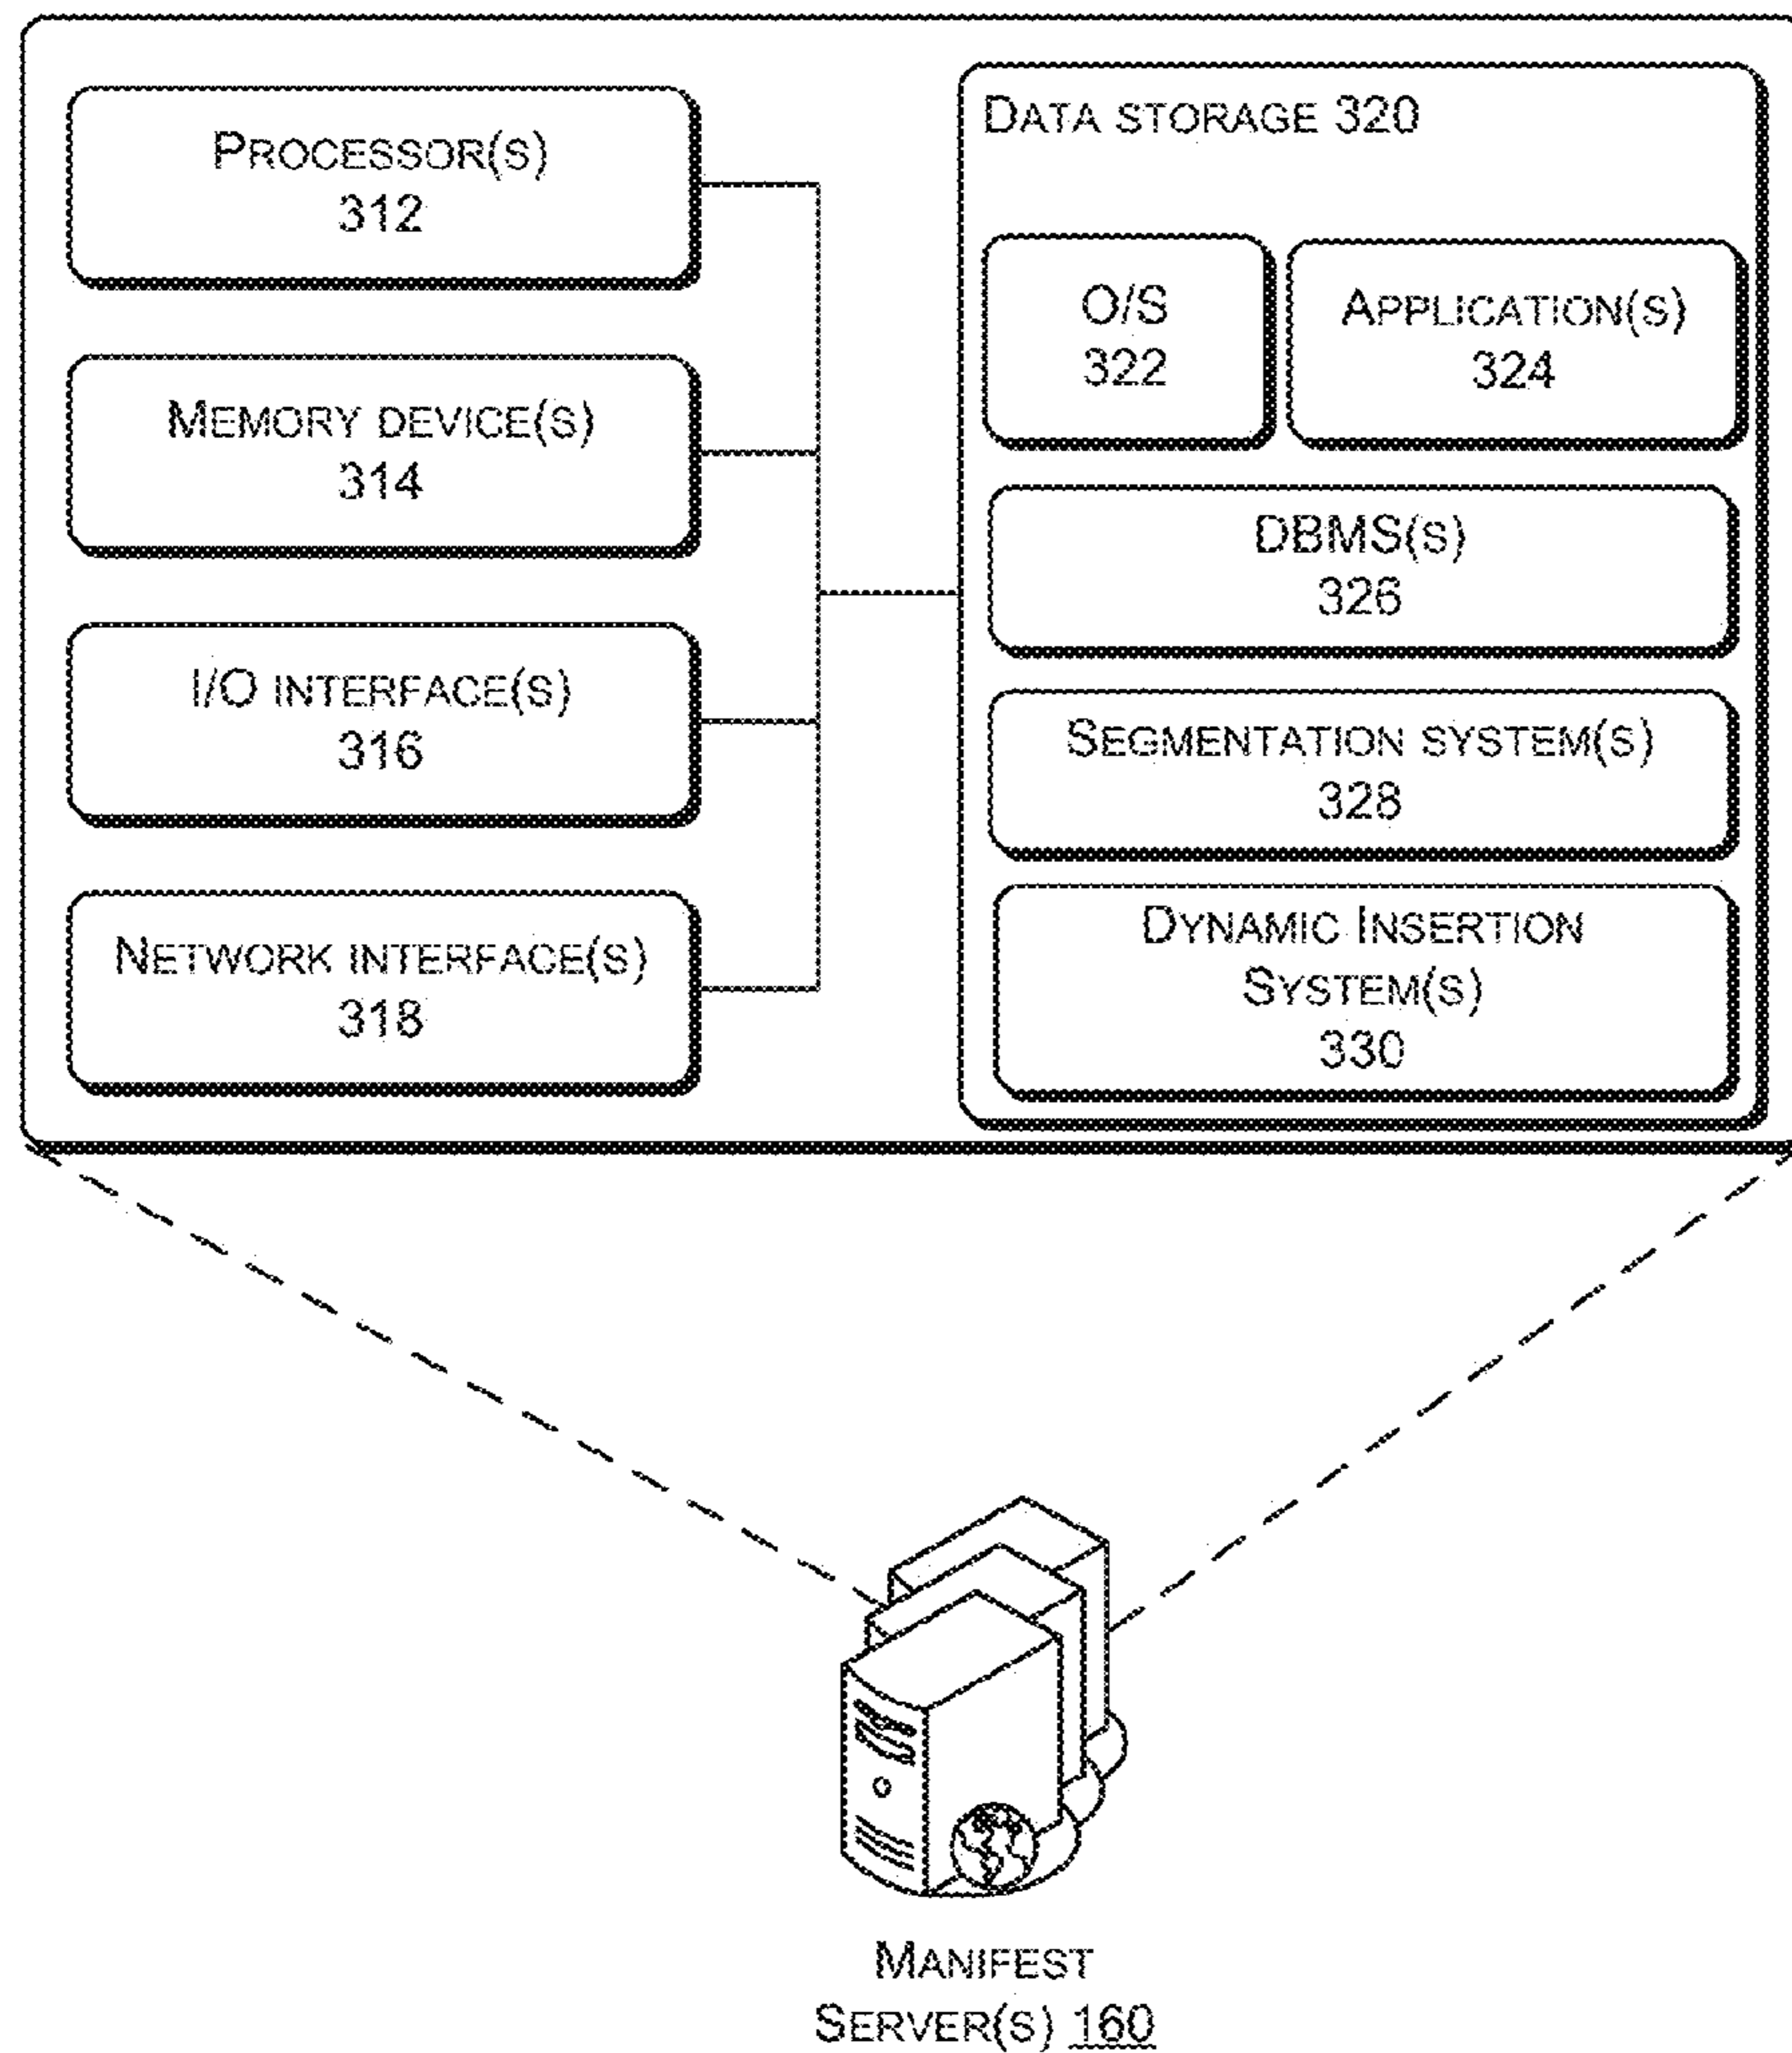 PROCESSOR(S)
312
MEMORY DEVICE(S)
314
I/O INTERFACE(S)
316
NETWORK INTERFACE(S)
318
DATA STORAGE 320
O/S
322
APPLICATION(S)
324
DBMS(S)
326
SEGMENTATION SYSTEM(S)
328
DYNAMIC INSERTION
SYSTEM(S)
330
MANIFEST
SERVER(S) 160